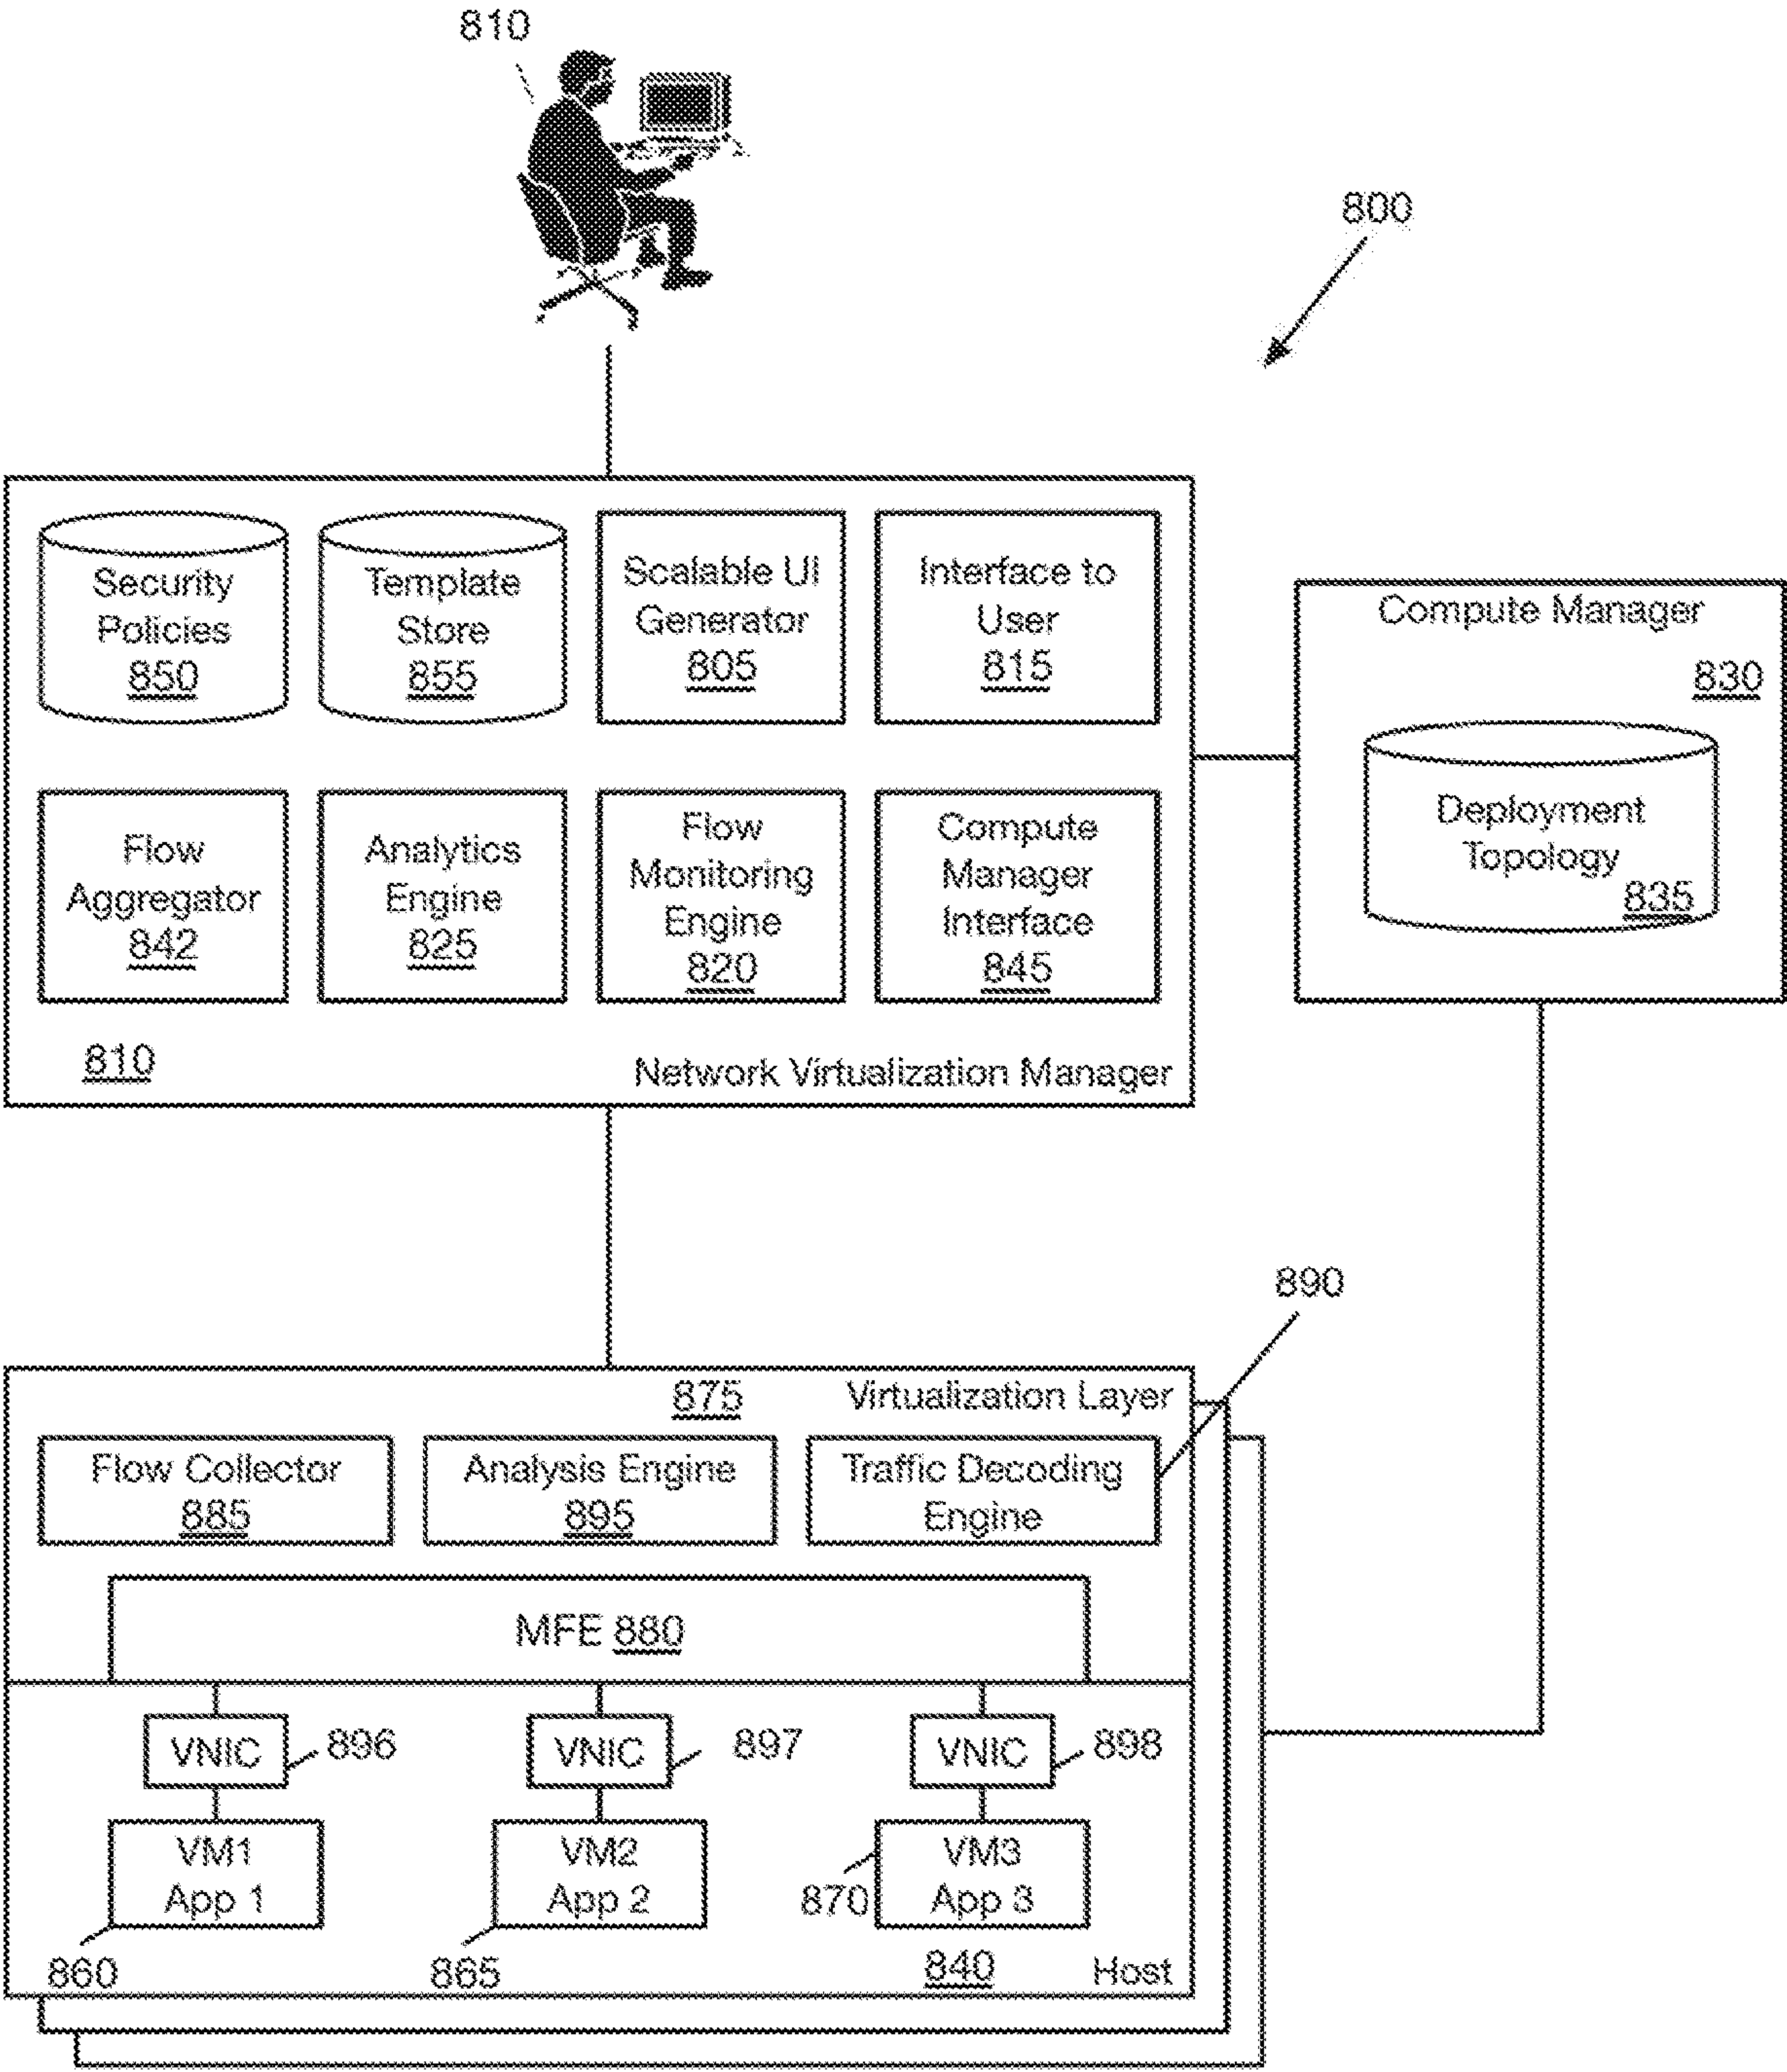 810
800
Security
Policies
850
Template
Store
855
Scalable UI
Generator
805
Interface to
User
815
Compute Manager
830
Deployment
Topology
835
Flow
Aggregator
842
Analytics
Engine
825
Flow
Monitoring
Engine
820
Compute
Manager
Interface
845
810
Network Virtualization Manager
890
875
Virtualization Layer
Flow Collector
885
Analysis Engine
895
Traffic Decoding
Engine
MFE 880
VNIC
896
VNIC
897
VNIC
898
VM1
App 1
VM2
App 2
VM3
App 3
860
865
870
840
Host